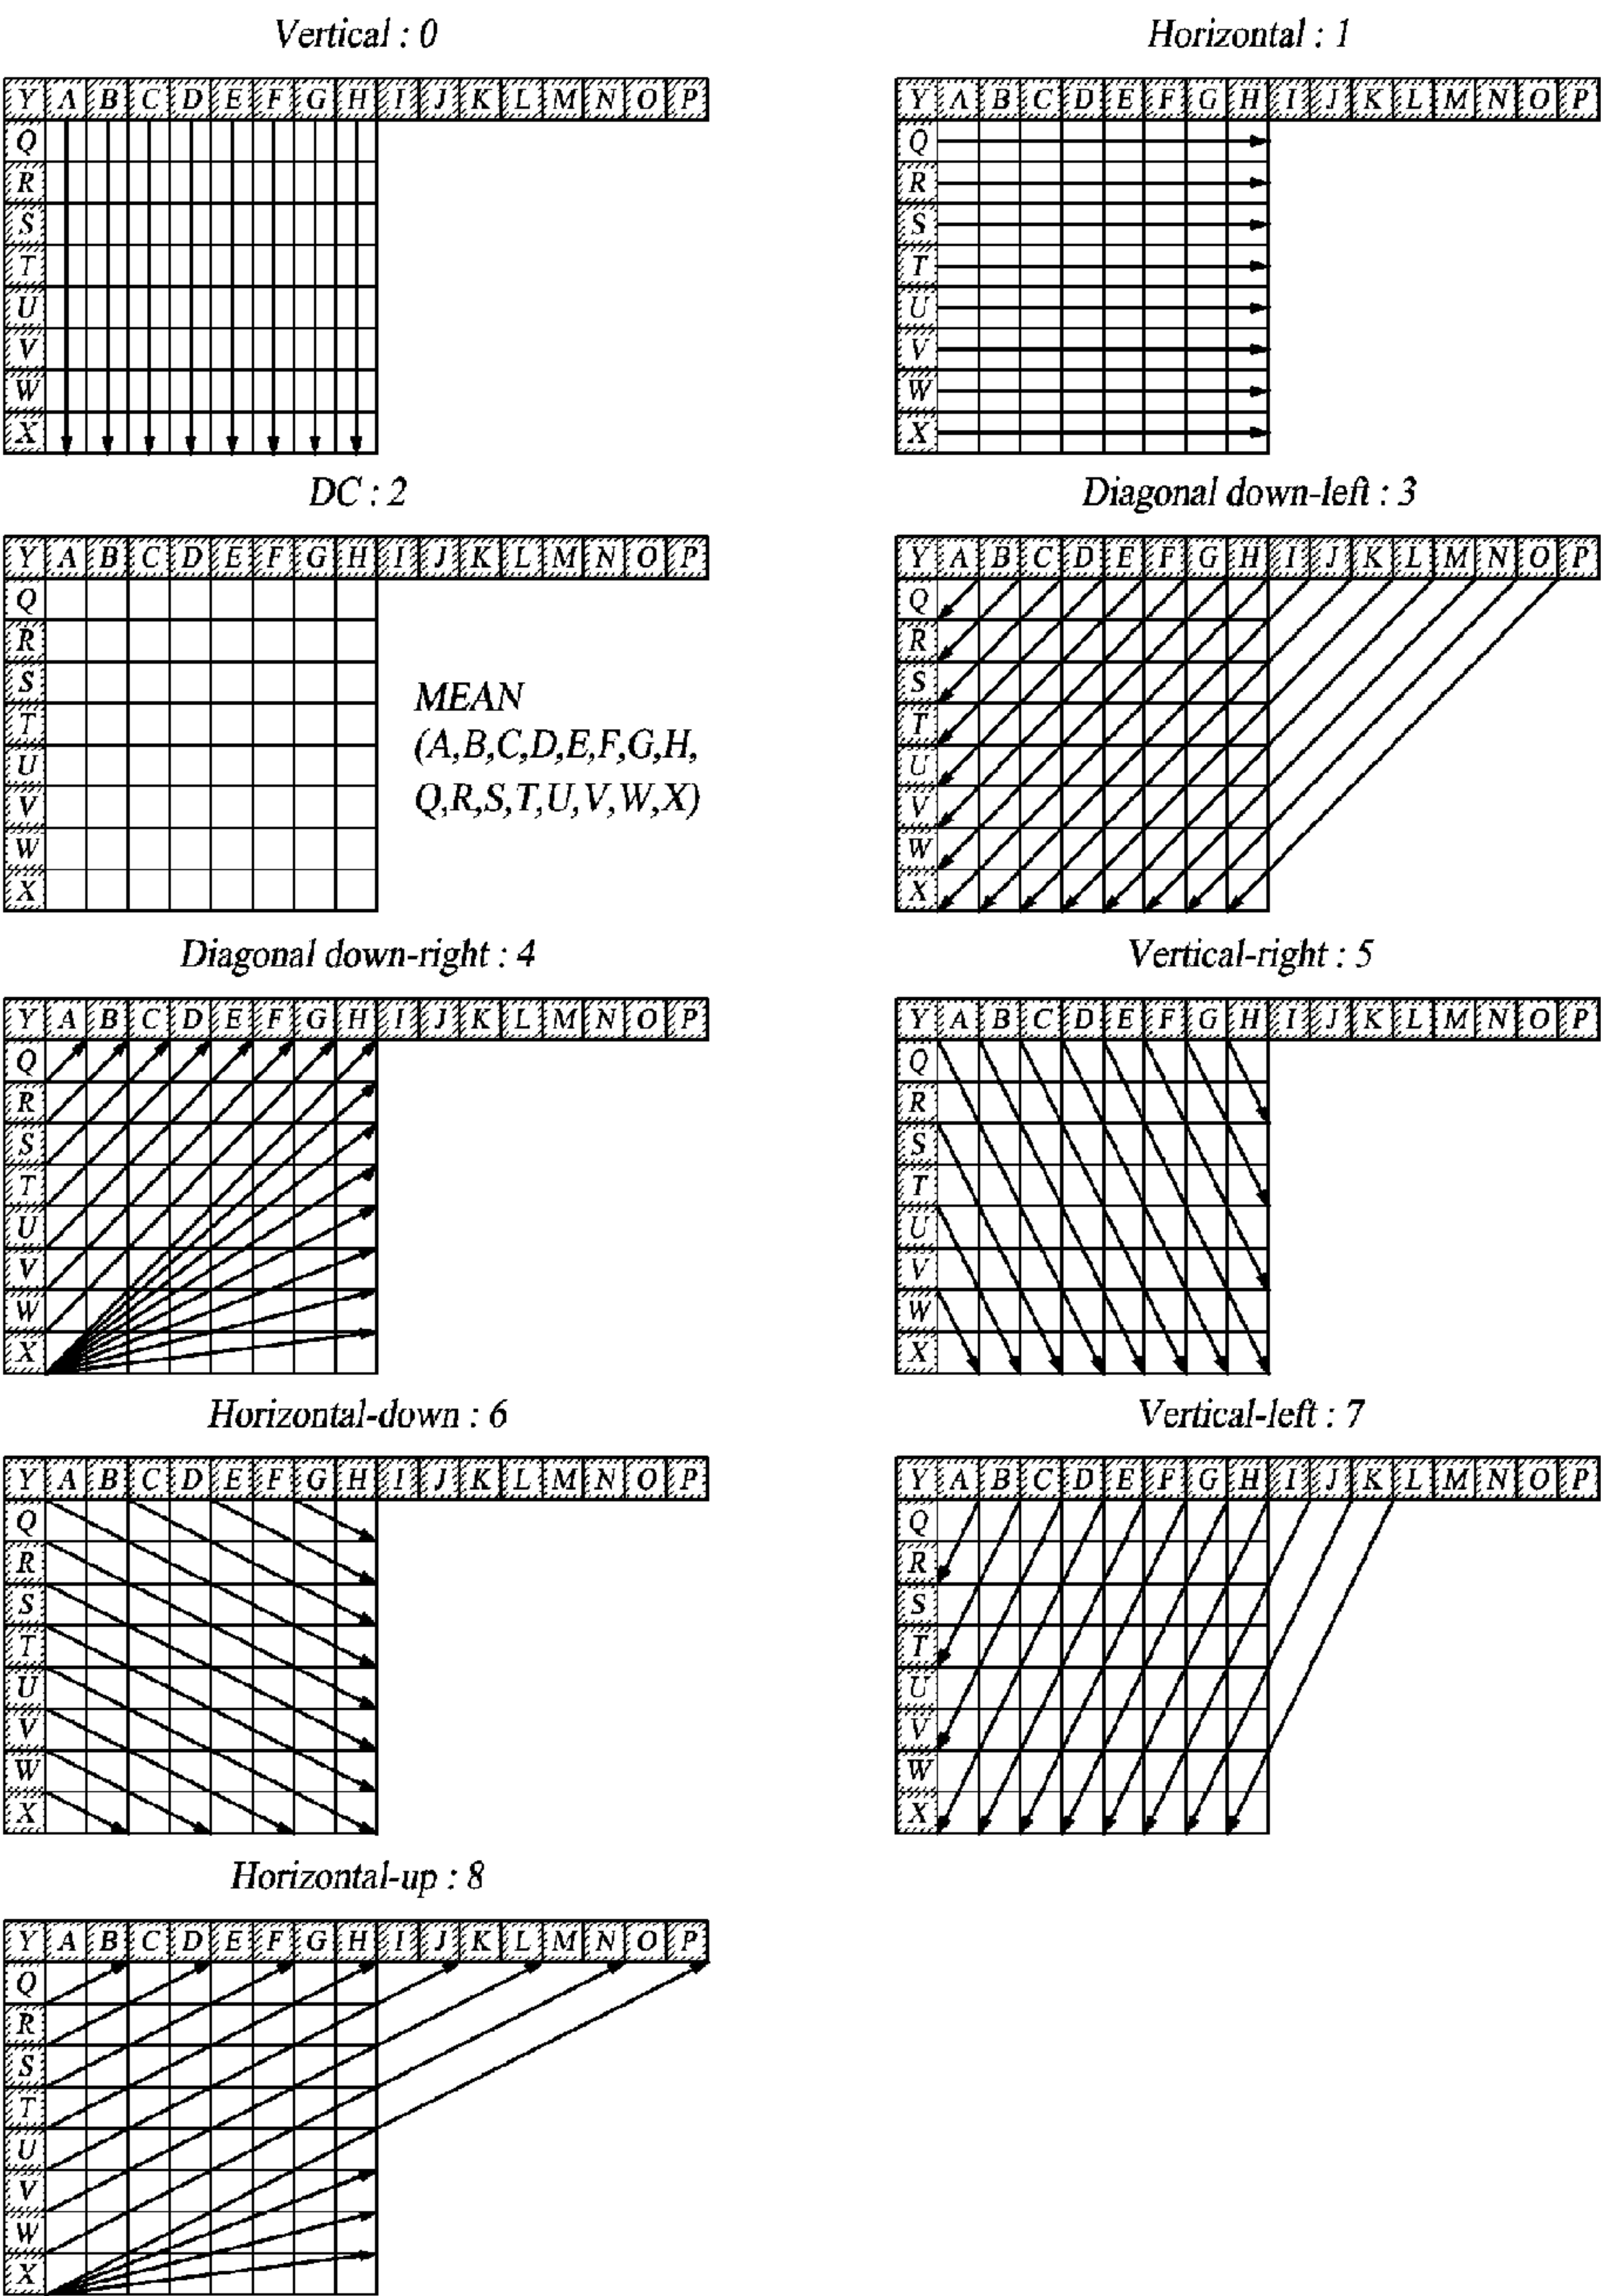 Vertical : 0
Y A B C D E F G H I J K L M N O P
Q
R
S
T
U
V
W
X
Horizontal : 1
Y A B C D E F G H I J K L M N O P
Q
R
S
T
U
V
W
X
DC : 2
Y A B C D E F G H I J K L M N O P
Q
R
S
T
U
V
W
X
MEAN
(A,B,C,D,E,F,G,H,
Q,R,S,T,U,V,W,X)
Diagonal down-left : 3
Y A B C D E F G H I J K L M N O P
Q
R
S
T
U
V
W
X
Diagonal down-right : 4
Y A B C D E F G H I J K L M N O P
Q
R
S
T
U
V
W
X
Vertical-right : 5
Y A B C D E F G H I J K L M N O P
Q
R
S
T
U
V
W
X
Horizontal-down : 6
Y A B C D E F G H I J K L M N O P
Q
R
S
T
U
V
W
X
Vertical-left : 7
Y A B C D E F G H I J K L M N O P
Q
R
S
T
U
V
W
X
Horizontal-up : 8
Y A B C D E F G H I J K L M N O P
Q
R
S
T
U
V
W
X